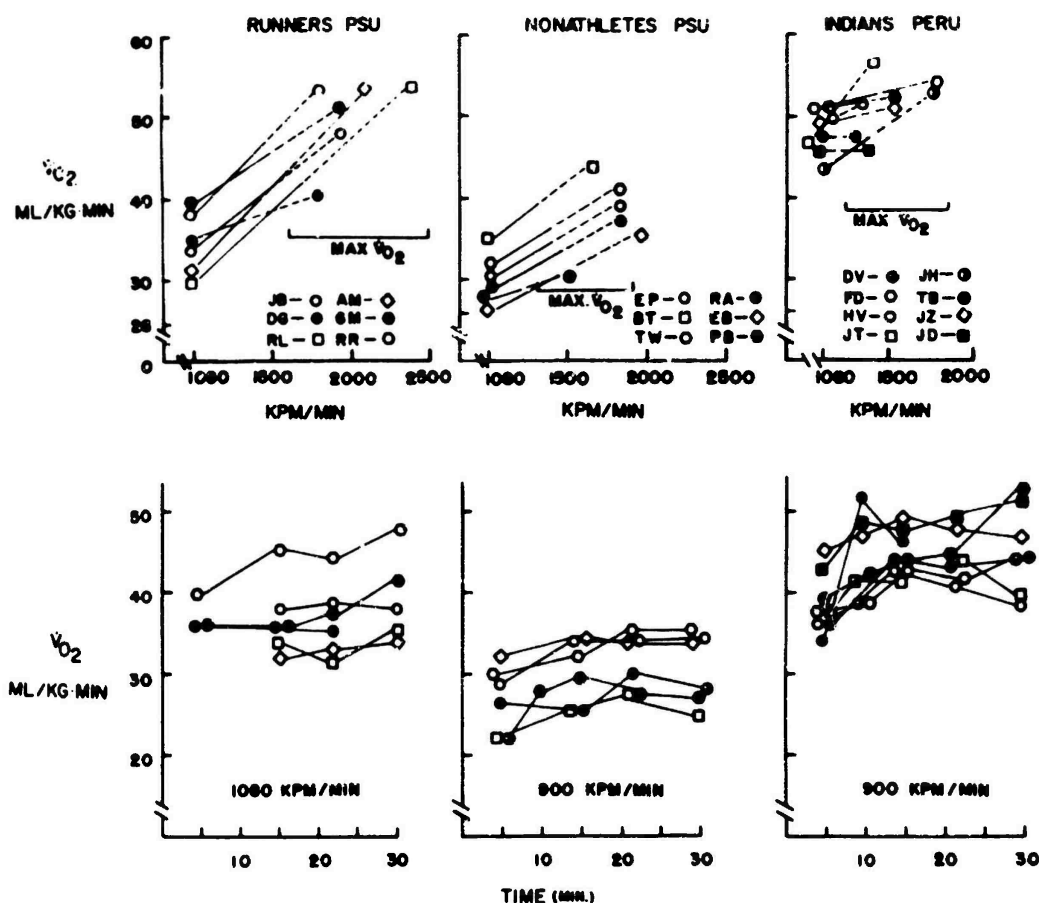 RUNNERS PSU
NONATHLETES PSU
INDIANS PERU
60
50
40
30
25
0
V̇O2
ML/KG·MIN
MAX V̇O2
MAX. V̇O2
MAX V̇O2
JB- AM-
DG- GM-
RL- RR-
EP- RA-
BT- EB-
TW- PB-
DV- JH-
FD- TB-
HV- JZ-
JT- JD-
1080 1500 2000 2500
1080 1500 2000 2500
1080 1500 2000
KPM/MIN
KPM/MIN
KPM/MIN
50
40
30
20
V̇O2
ML/KG·MIN
1080 KPM/MIN
900 KPM/MIN
900 KPM/MIN
10 20 30
10 20 30
10 20 30
TIME (MIN.)